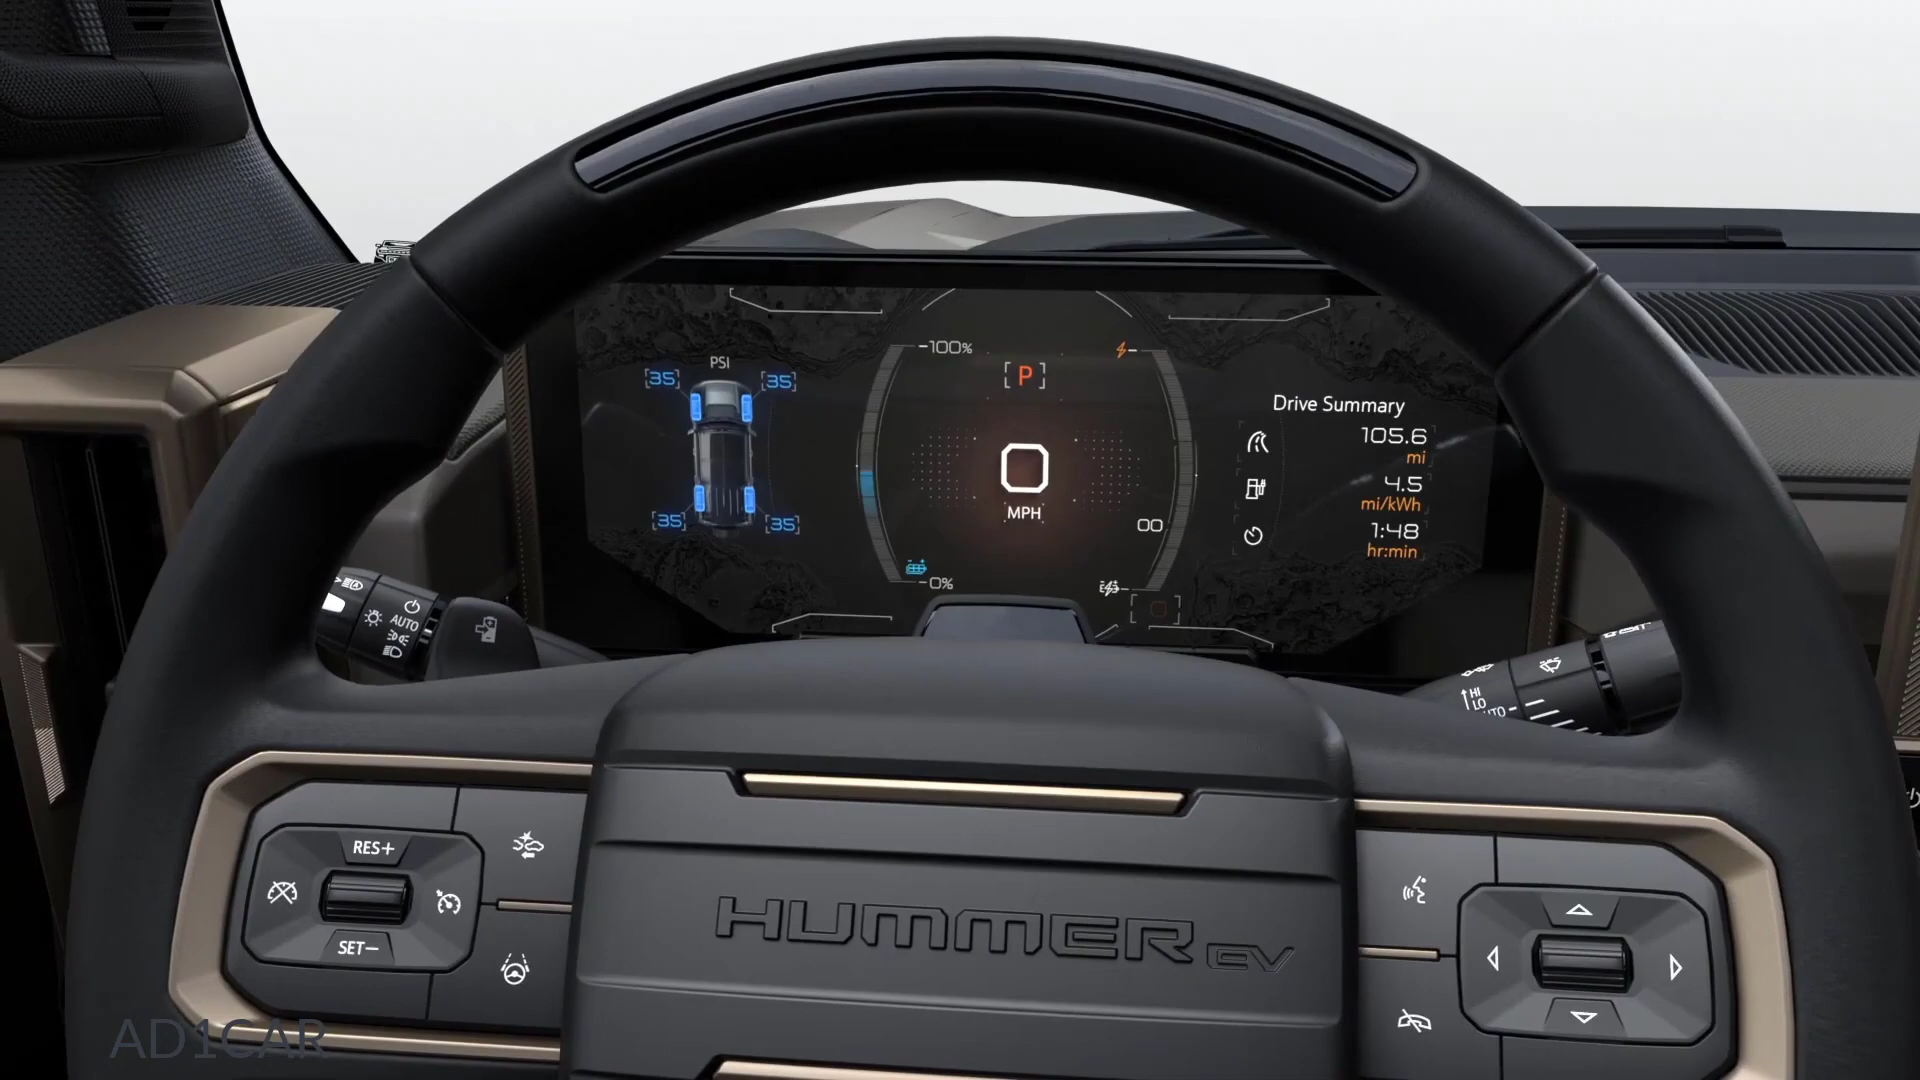 PSI
35
35
35
35
100%
0%
P
0
MPH
00
Drive Summary
105.6
mi
4.5
mi/kWh
1:48
hr:min
AUTO
HI
LO
RES+
SET−
HUMMER EV
AD1CAR